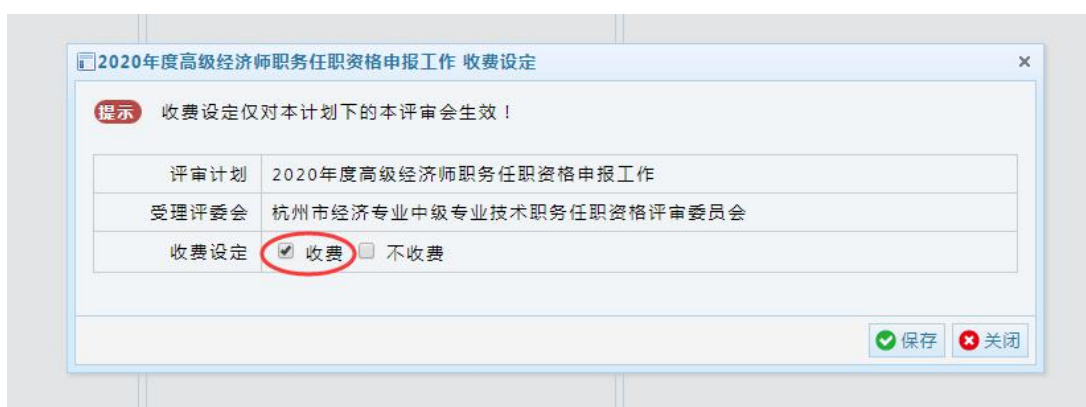 2020年度高级经济师职务任职资格申报工作 收费设定
提示 收费设定仅对本计划下的本评审会生效！
评审计划 2020年度高级经济师职务任职资格申报工作
受理评委会 杭州市经济专业中级专业技术职务任职资格评审委员会
收费设定 收费 不收费
保存 关闭